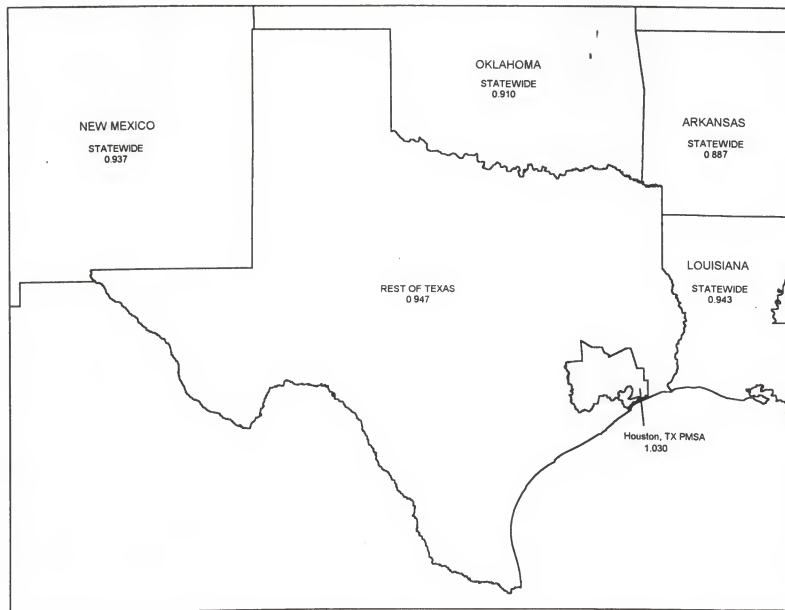 OKLAHOMA
STATEWIDE
0.910
NEW MEXICO
STATEWIDE
0.937
ARKANSAS
STATEWIDE
0.887
LOUISIANA
STATEWIDE
0.943
REST OF TEXAS
0.947
Houston, TX PMSA
1.030